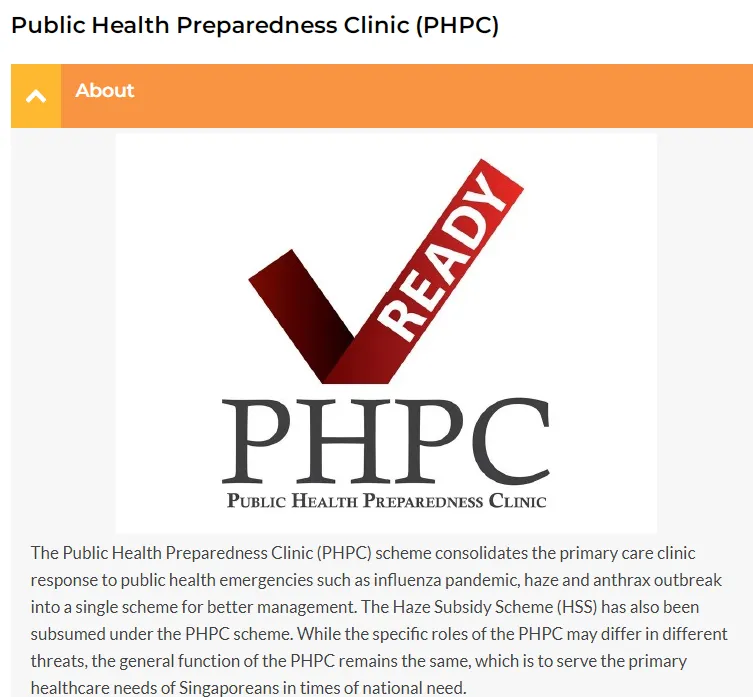 Public Health Preparedness Clinic (PHPC)
About
READY
PHPC
PUBLIC HEALTH PREPAREDNESS CLINIC
The Public Health Preparedness Clinic (PHPC) scheme consolidates the primary care clinic
response to public health emergencies such as influenza pandemic, haze and anthrax outbreak
into a single scheme for better management. The Haze Subsidy Scheme (HSS) has also been
subsumed under the PHPC scheme. While the specific roles of the PHPC may differ in different
threats, the general function of the PHPC remains the same, which is to serve the primary
healthcare needs of Singaporeans in times of national need.